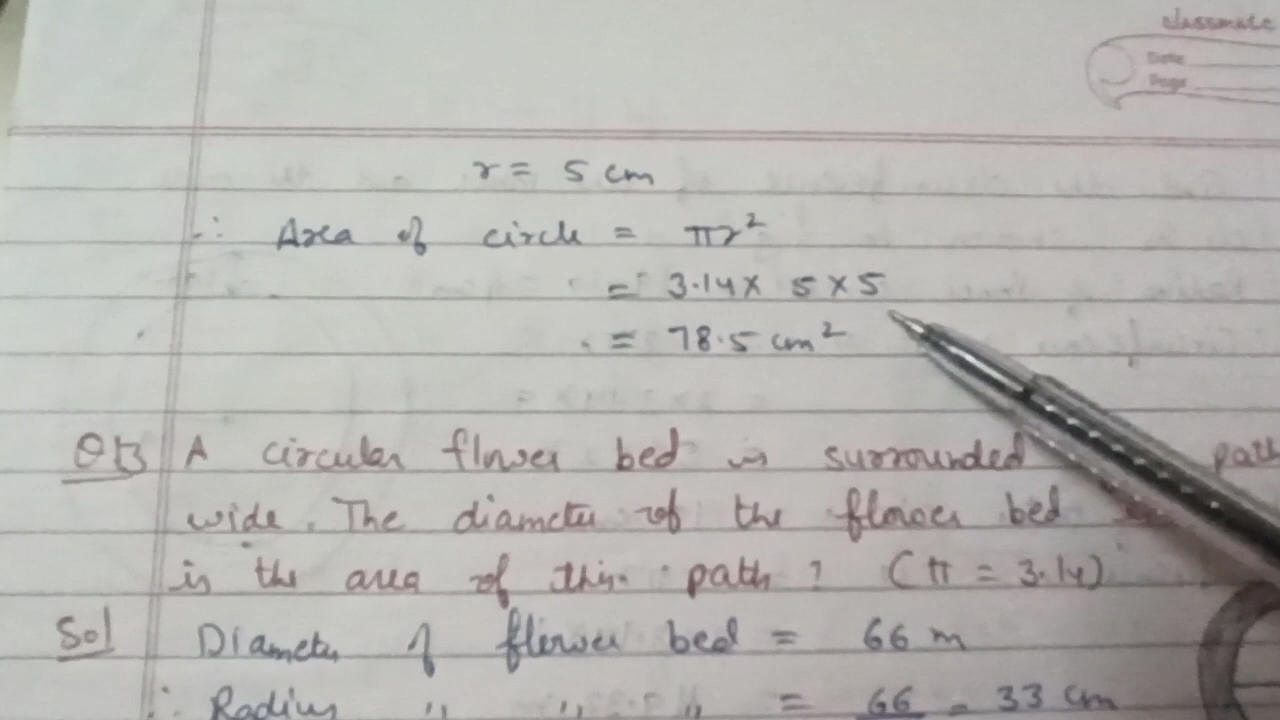 classmate
Date
Page
r = 5 cm
∴ Area of circle = πr²
= 3.14 × 5 × 5
= 78.5 cm²
Q13 A circular flower bed is surrounded path
wide. The diameter of the flower bed
is the area of this path ? (π = 3.14)
Sol Diameter of flower bed = 66 m
∴ Radius " " " = 66 = 33 cm